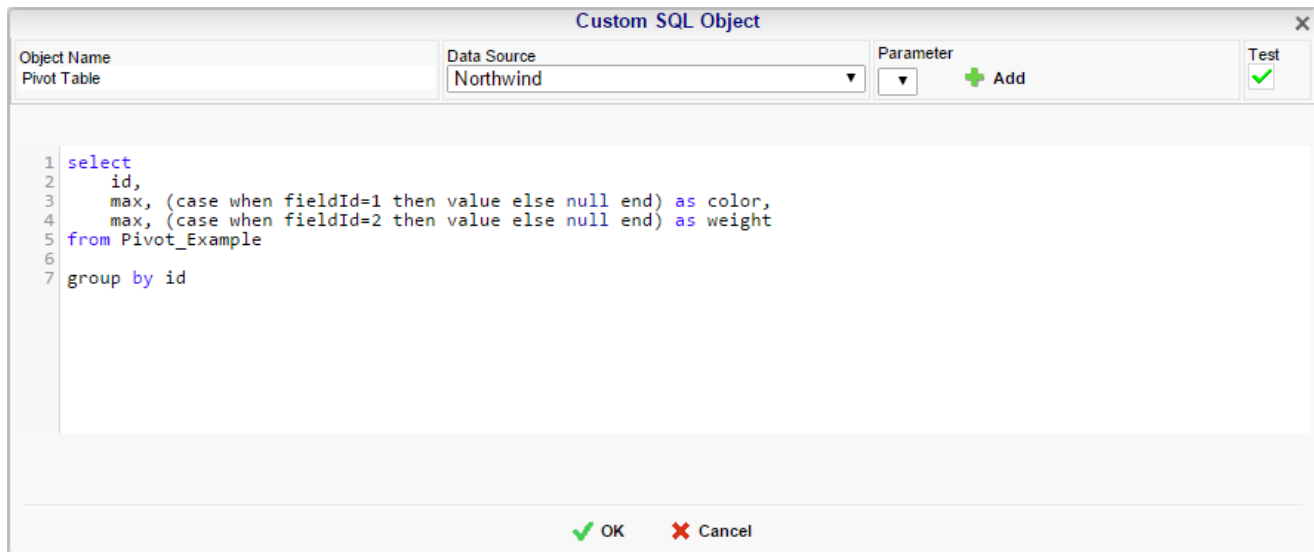 Custom SQL Object
Object Name
Data Source
Parameter
Test
Pivot Table
Northwind
Add
1 select
2 id,
3 max, (case when fieldId=1 then value else null end) as color,
4 max, (case when fieldId=2 then value else null end) as weight
5 from Pivot_Example
6
7 group by id
OK
Cancel